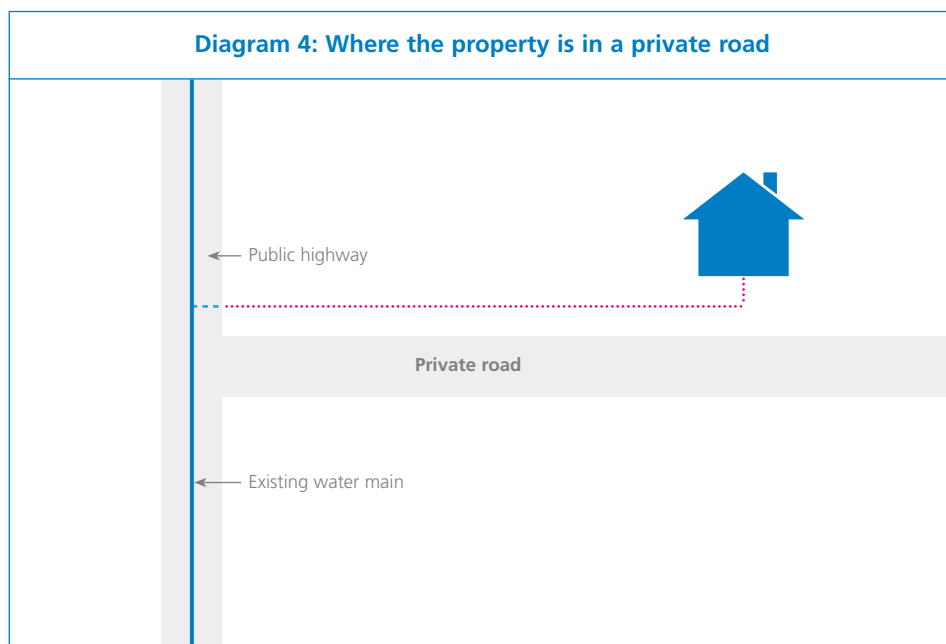 Diagram 4: Where the property is in a private road
Public highway
Private road
Existing water main